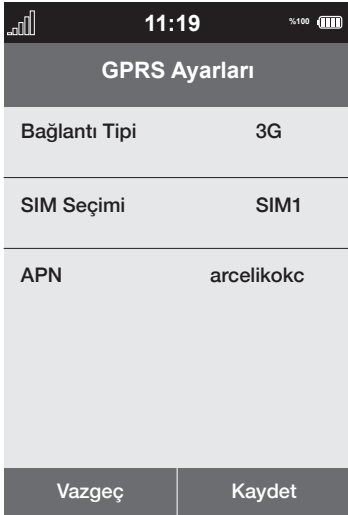 11:19 %100
GPRS Ayarları
Bağlantı Tipi 3G
SIM Seçimi SIM1
APN arcelikokc
Vazgeç Kaydet